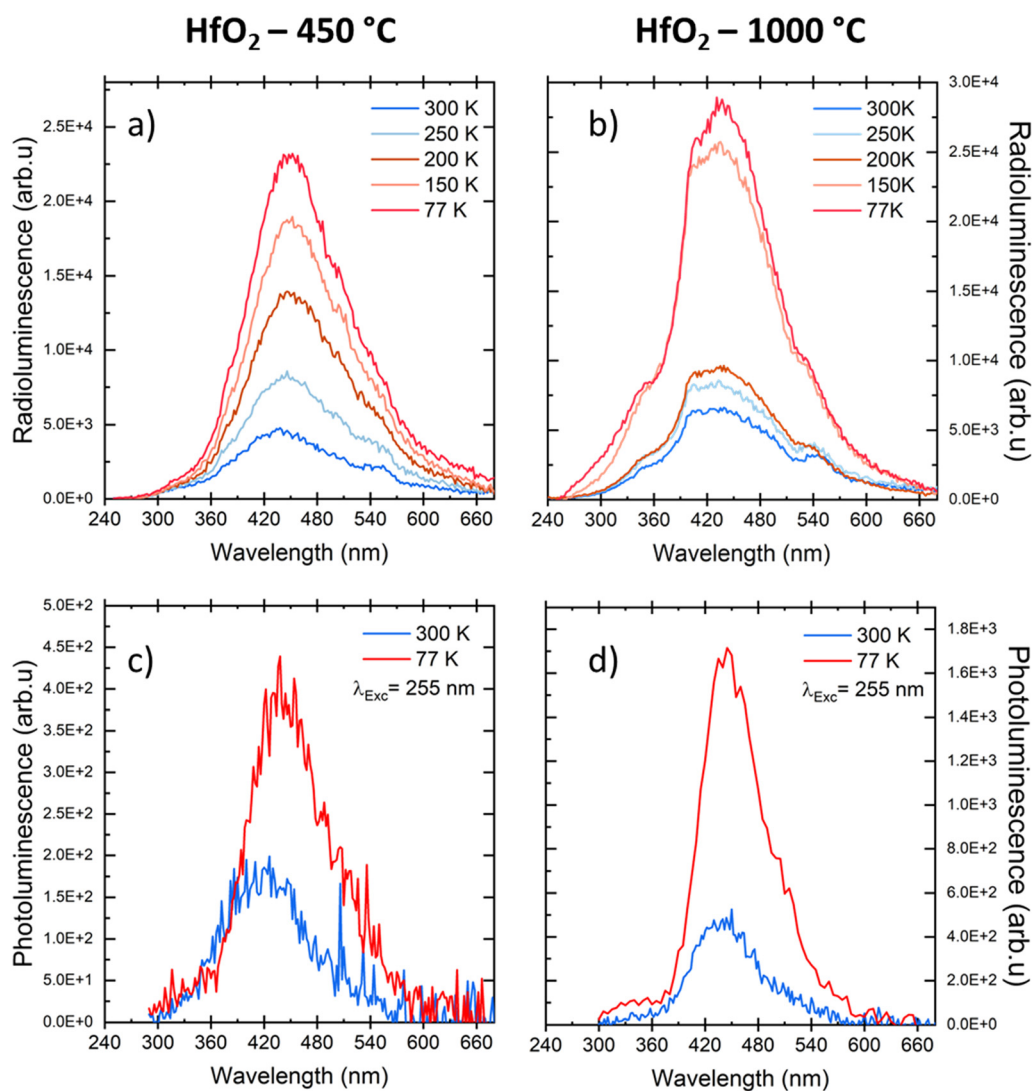 HfO₂ – 450 °C
HfO₂ – 1000 °C
a)
300 K
250 K
200 K
150 K
77 K
2.5E+4
2.0E+4
1.5E+4
1.0E+4
5.0E+3
0.0E+0
Radioluminescence (arb.u)
240 300 360 420 480 540 600 660
Wavelength (nm)
b)
300K
250K
200K
150K
77K
3.0E+4
2.5E+4
2.0E+4
1.5E+4
1.0E+4
5.0E+3
0.0E+0
Radioluminescence (arb.u)
240 300 360 420 480 540 600 660
Wavelength (nm)
c)
300 K
77 K
λExc= 255 nm
5.0E+2
4.5E+2
4.0E+2
3.5E+2
3.0E+2
2.5E+2
2.0E+2
1.5E+2
1.0E+2
5.0E+1
0.0E+0
Photoluminescence (arb.u)
240 300 360 420 480 540 600 660
Wavelength (nm)
d)
300 K
77 K
λExc= 255 nm
1.8E+3
1.6E+3
1.4E+3
1.2E+3
1.0E+3
8.0E+2
6.0E+2
4.0E+2
2.0E+2
0.0E+0
Photoluminescence (arb.u)
240 300 360 420 480 540 600 660
Wavelength (nm)